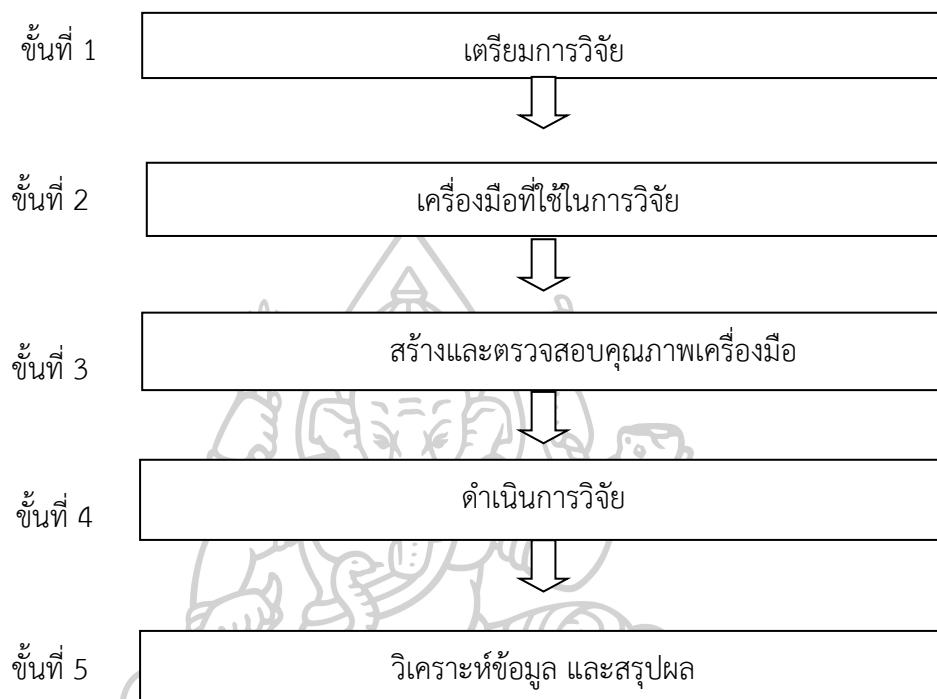 ขั้นที่ 1 เตรียมการวิจัย
ขั้นที่ 2 เครื่องมือที่ใช้ในการวิจัย
ขั้นที่ 3 สร้างและตรวจสอบคุณภาพเครื่องมือ
ขั้นที่ 4 ดำเนินการวิจัย
ขั้นที่ 5 วิเคราะห์ข้อมูล และสรุปผล